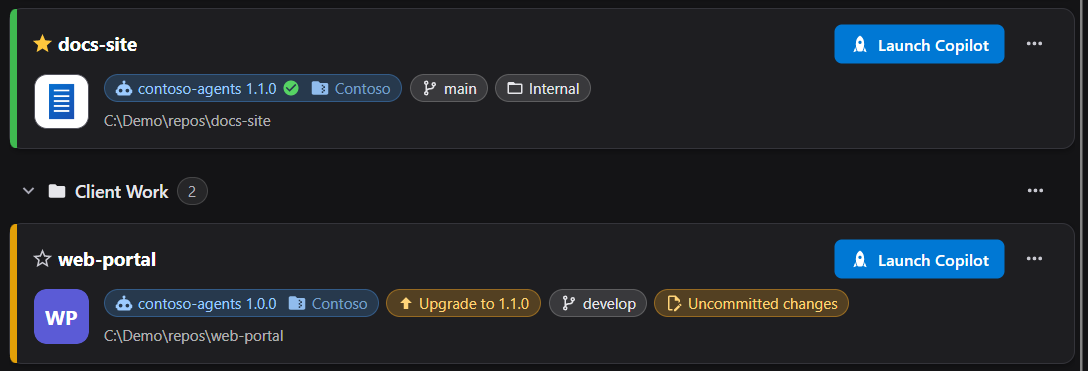 docs-site
Launch Copilot
contoso-agents 1.1.0 Contoso main Internal
C:\Demo\repos\docs-site
Client Work 2
web-portal
Launch Copilot
WP
contoso-agents 1.0.0 Contoso Upgrade to 1.1.0 develop Uncommitted changes
C:\Demo\repos\web-portal